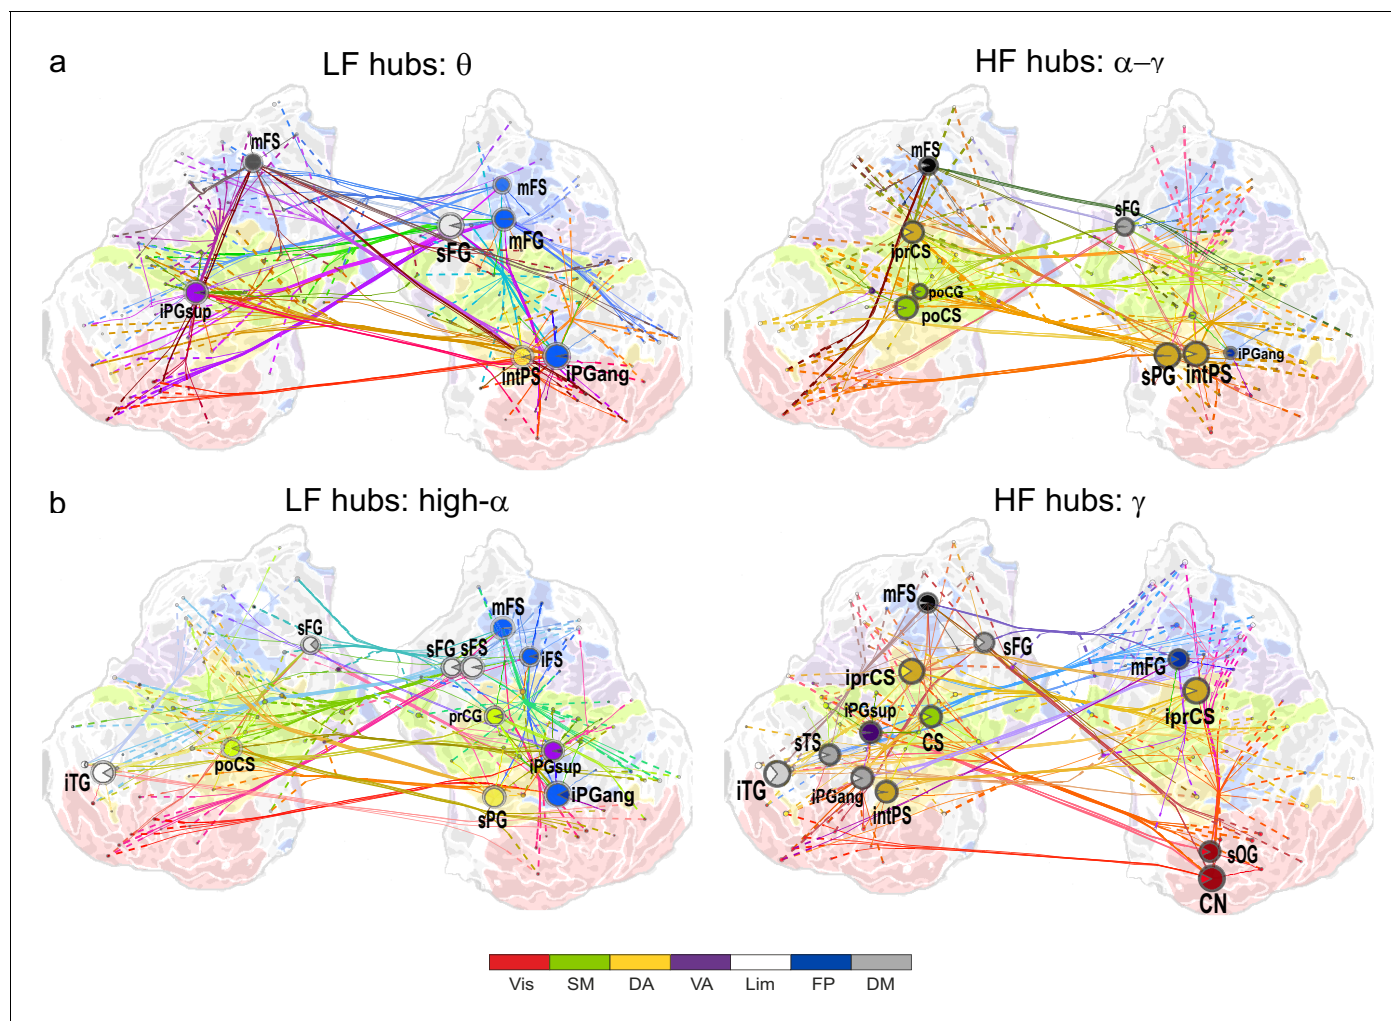 a
LF hubs: θ
HF hubs: α–γ
mFS
mFS
sFG
mFG
iPGsup
intPS
iPGang
mFS
sFG
iprCS
poCG
poCS
sPG
intPS
iPGang
b
LF hubs: high-α
HF hubs: γ
sFG
mFS
sFG
sFS
iFS
prCG
iPGsup
poCS
iTG
iPGang
sPG
mFS
sFG
mFG
iprCS
iprCS
iPGsup
CS
sTS
iTG
iPGang
intPS
sOG
CN
Vis
SM
DA
VA
Lim
FP
DM